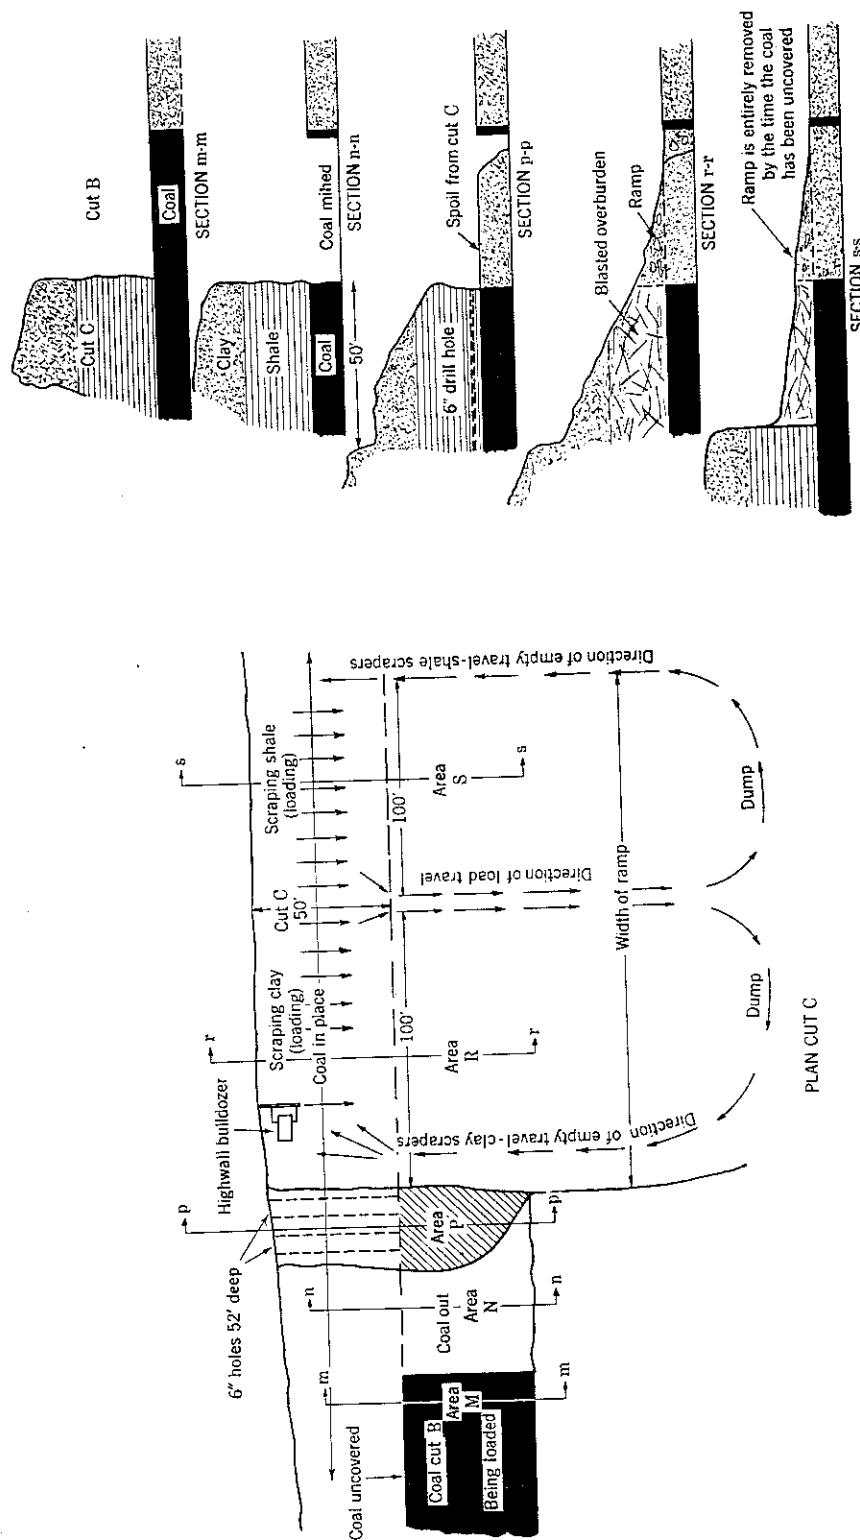 Cut B
Cut C
Coal
SECTION m-m
Clay
Shale
Coal
Coal mihed
SECTION n-n
50'
6" drill hole
Spoil from cut C
SECTION p-p
Blasted overburden
Ramp
SECTION r-r
Ramp is entirely removed
by the time the coal
has been uncovered
SECTION s-s
6" holes 52' deep
Highwall bulldozer
Scraping clay
(loading)
Coal in place
Cut C
50'
Scraping shale
(loading)
p
r
s
n
m
Coal uncovered
Coal cut B
Area
M
Being loaded
Coal out
Area
N
Area
P
100'
Area
R
100'
Area
S
m
n
p
r
s
Direction of empty travel-clay scrapers
Direction of load travel
Direction of empty travel-shale scrapers
Width of ramp
Dump
Dump
PLAN CUT C